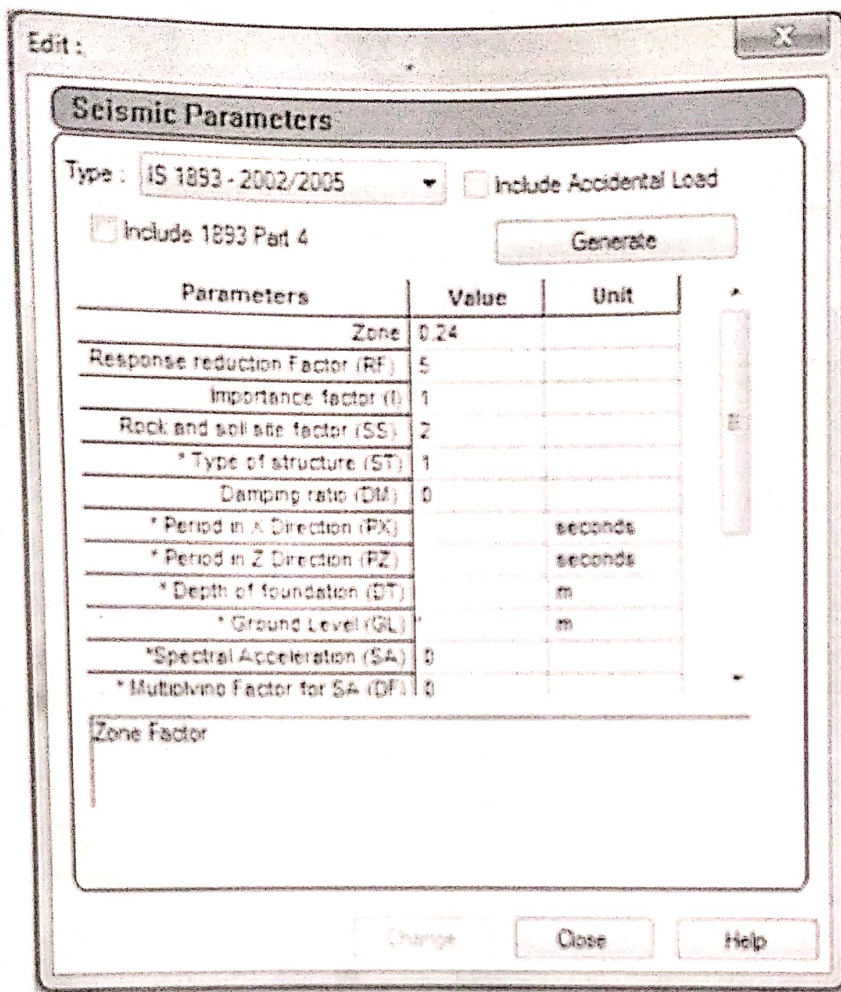 Edit :
X
Seismic Parameters
Type : IS 1893 - 2002/2005 Include Accidental Load
Include 1893 Part 4 Generate
Parameters Value Unit
Zone 0.24
Response reduction Factor (RF) 5
Importance factor (I) 1
Rock and soil site factor (SS) 2
* Type of structure (ST) 1
Damping ratio (DM) 0
* Period in X Direction (PX) seconds
* Period in Z Direction (PZ) seconds
* Depth of foundation (DT) m
* Ground Level (GL) m
*Spectral Acceleration (SA) 0
* Multiplying Factor for SA (DF) 0
Zone Factor
Change Close Help